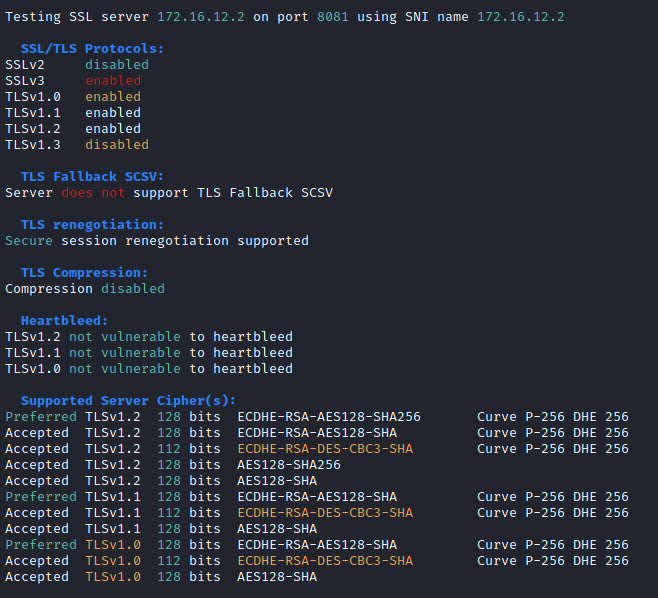 Testing SSL server 172.16.12.2 on port 8081 using SNI name 172.16.12.2
SSL/TLS Protocols:
SSLv2 disabled
SSLv3 enabled
TLSv1.0 enabled
TLSv1.1 enabled
TLSv1.2 enabled
TLSv1.3 disabled
TLS Fallback SCSV:
Server does not support TLS Fallback SCSV
TLS renegotiation:
Secure session renegotiation supported
TLS Compression:
Compression disabled
Heartbleed:
TLSv1.2 not vulnerable to heartbleed
TLSv1.1 not vulnerable to heartbleed
TLSv1.0 not vulnerable to heartbleed
Supported Server Cipher(s):
Preferred TLSv1.2 128 bits ECDHE-RSA-AES128-SHA256 Curve P-256 DHE 256
Accepted TLSv1.2 128 bits ECDHE-RSA-AES128-SHA Curve P-256 DHE 256
Accepted TLSv1.2 112 bits ECDHE-RSA-DES-CBC3-SHA Curve P-256 DHE 256
Accepted TLSv1.2 128 bits AES128-SHA256
Accepted TLSv1.2 128 bits AES128-SHA
Preferred TLSv1.1 128 bits ECDHE-RSA-AES128-SHA Curve P-256 DHE 256
Accepted TLSv1.1 112 bits ECDHE-RSA-DES-CBC3-SHA Curve P-256 DHE 256
Accepted TLSv1.1 128 bits AES128-SHA
Preferred TLSv1.0 128 bits ECDHE-RSA-AES128-SHA Curve P-256 DHE 256
Accepted TLSv1.0 112 bits ECDHE-RSA-DES-CBC3-SHA Curve P-256 DHE 256
Accepted TLSv1.0 128 bits AES128-SHA